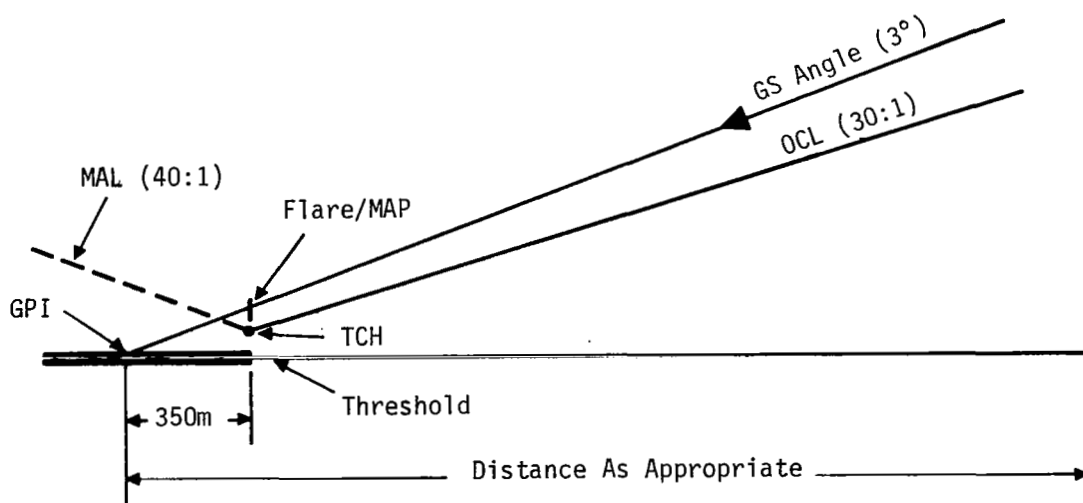 GS Angle (3°)
OCL (30:1)
MAL (40:1)
Flare/MAP
GPI
TCH
Threshold
350m
Distance As Appropriate